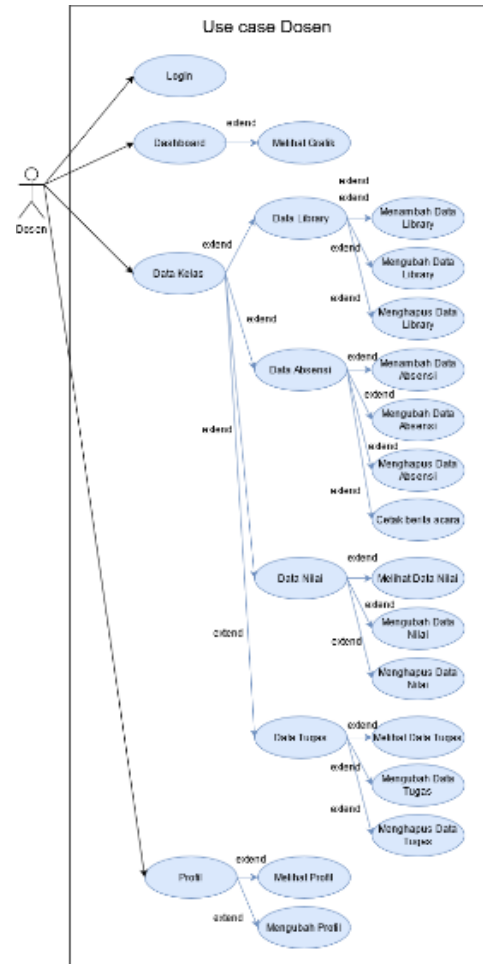 Use case Dosen
Login
Dashboard
extend
Melihat Grafik
Dosen
Data Kelas
extend
Data Library
extend
extend
Menambah Data
Library
extend
Mengubah Data
Library
extend
Menghapus Data
Library
extend
Data Absensi
extend
Menambah Data
Absensi
extend
Mengubah Data
Absensi
extend
Menghapus Data
Absensi
extend
Cetak berita acara
extend
Data Nilai
extend
Melihat Data Nilai
extend
Mengubah Data
Nilai
extend
Menghapus Data
Nilai
extend
Data Tugas
extend
Melihat Data Tugas
extend
Mengubah Data
Tugas
extend
Menghapus Data
Tugas
Profil
extend
Melihat Profil
extend
Mengubah Profil